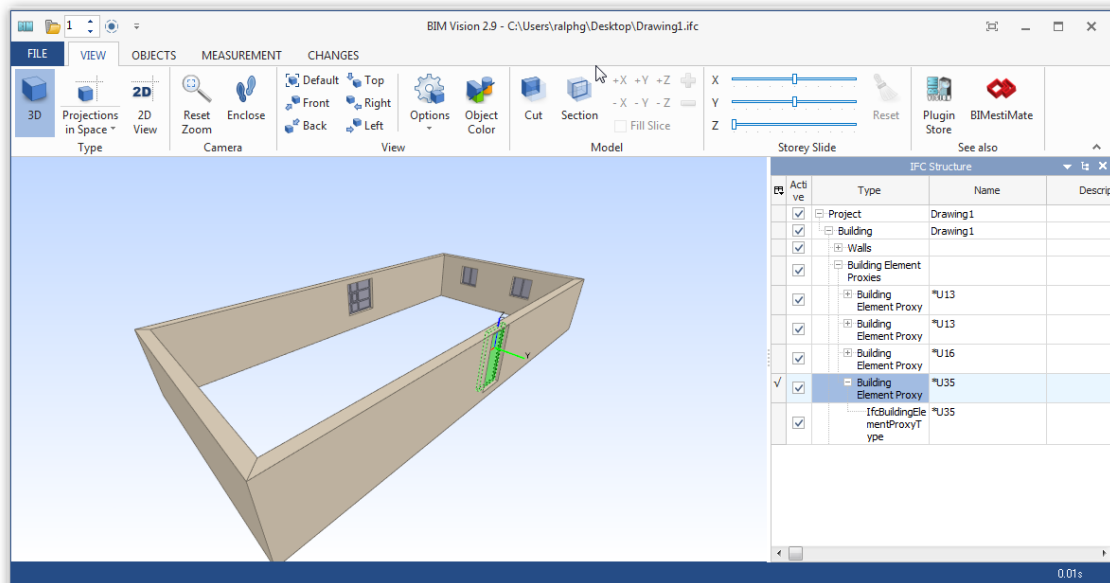 1
BIM Vision 2.9 - C:\Users\ralphg\Desktop\Drawing1.ifc
FILE VIEW OBJECTS MEASUREMENT CHANGES
3D
Projections
in Space
2D
2D
View
Type
Reset
Zoom
Enclose
Camera
Default Top
Front Right
Back Left
Options
Object
Color
View
Cut
Section
+X +Y +Z
-X -Y -Z
Fill Slice
Model
X
Y
Z
Reset
Storey Slide
Plugin
Store
BIMestiMate
See also
IFC Structure
Acti
ve
Type Name Descrip
Project Drawing1
Building Drawing1
Walls
Building Element
Proxies
Building *U13
Element Proxy
Building *U13
Element Proxy
Building *U16
Element Proxy
Building *U35
Element Proxy
IfcBuildingEle *U35
mentProxyT
ype
Y
0.01s